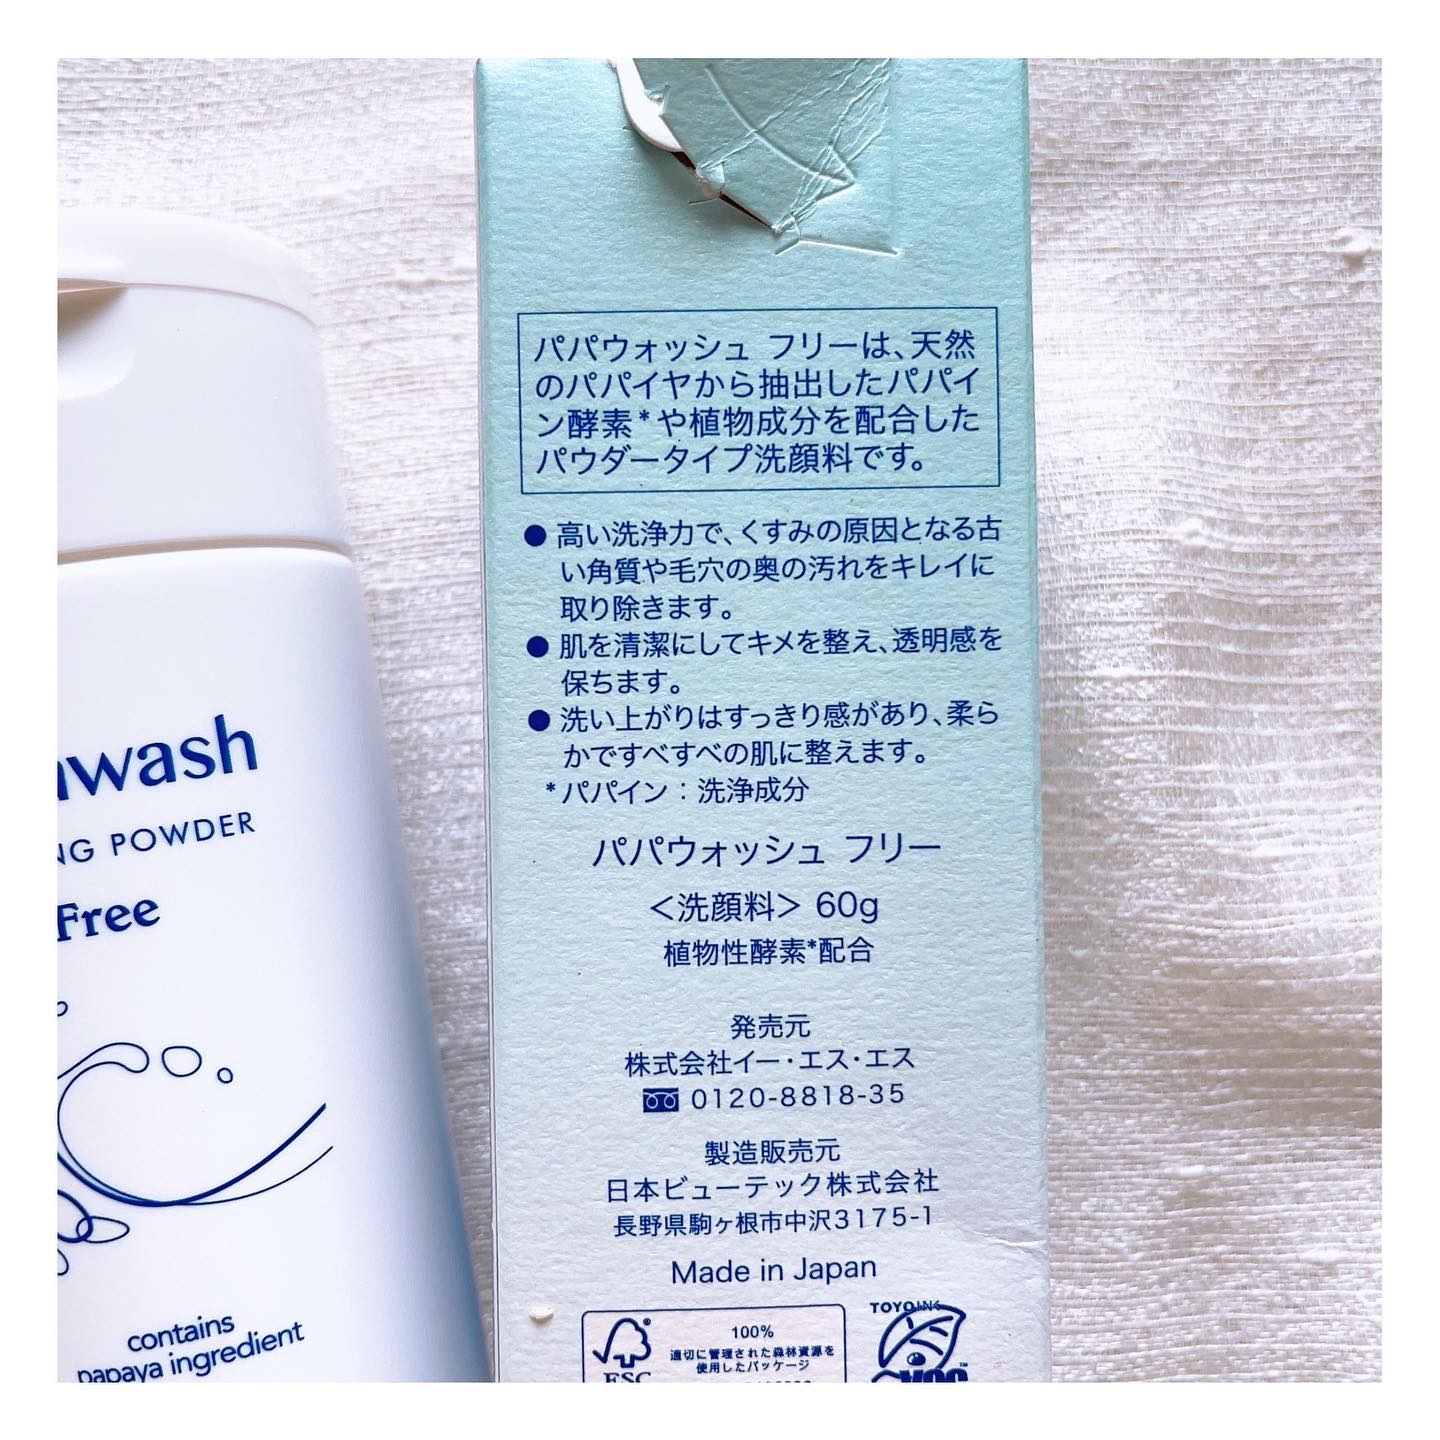 パパウォッシュ フリーは、天然
のパパイヤから抽出したパパイ
ン酵素*や植物成分を配合した
パウダータイプ洗顔料です。
● 高い洗浄力で、くすみの原因となる古
い角質や毛穴の奥の汚れをキレイに
取り除きます。
● 肌を清潔にしてキメを整え、透明感を
保ちます。
● 洗い上がりはすっきり感があり、柔ら
かですべすべの肌に整えます。
*パパイン：洗浄成分
パパウォッシュ フリー
<洗顔料> 60g
植物性酵素*配合
発売元
株式会社イー・エス・エス
0120-8818-35
製造販売元
日本ビューテック株式会社
長野県駒ヶ根市中沢3175-1
Made in Japan
100%
適切に管理された森林資源を
使用したパッケージ
FSC
TOYOINK
wash
NG POWDER
Free
contains
papaya ingredient